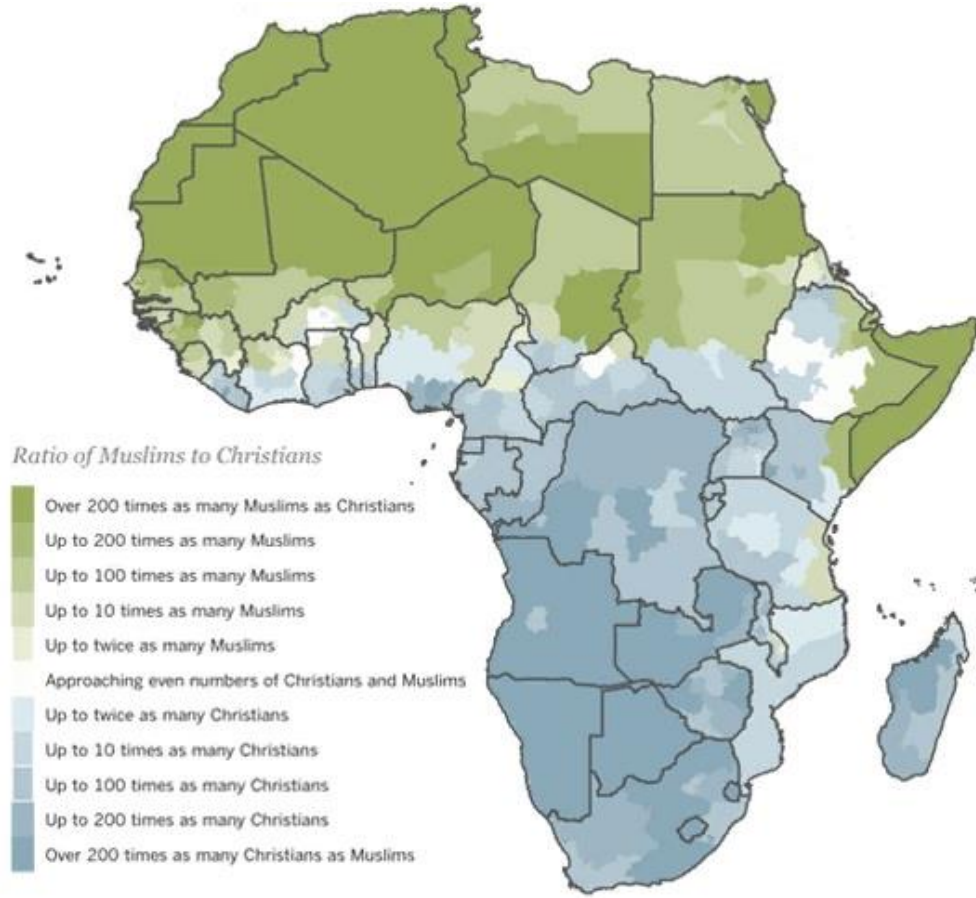 Ratio of Muslims to Christians
Over 200 times as many Muslims as Christians
Up to 200 times as many Muslims
Up to 100 times as many Muslims
Up to 10 times as many Muslims
Up to twice as many Muslims
Approaching even numbers of Christians and Muslims
Up to twice as many Christians
Up to 10 times as many Christians
Up to 100 times as many Christians
Up to 200 times as many Christians
Over 200 times as many Christians as Muslims